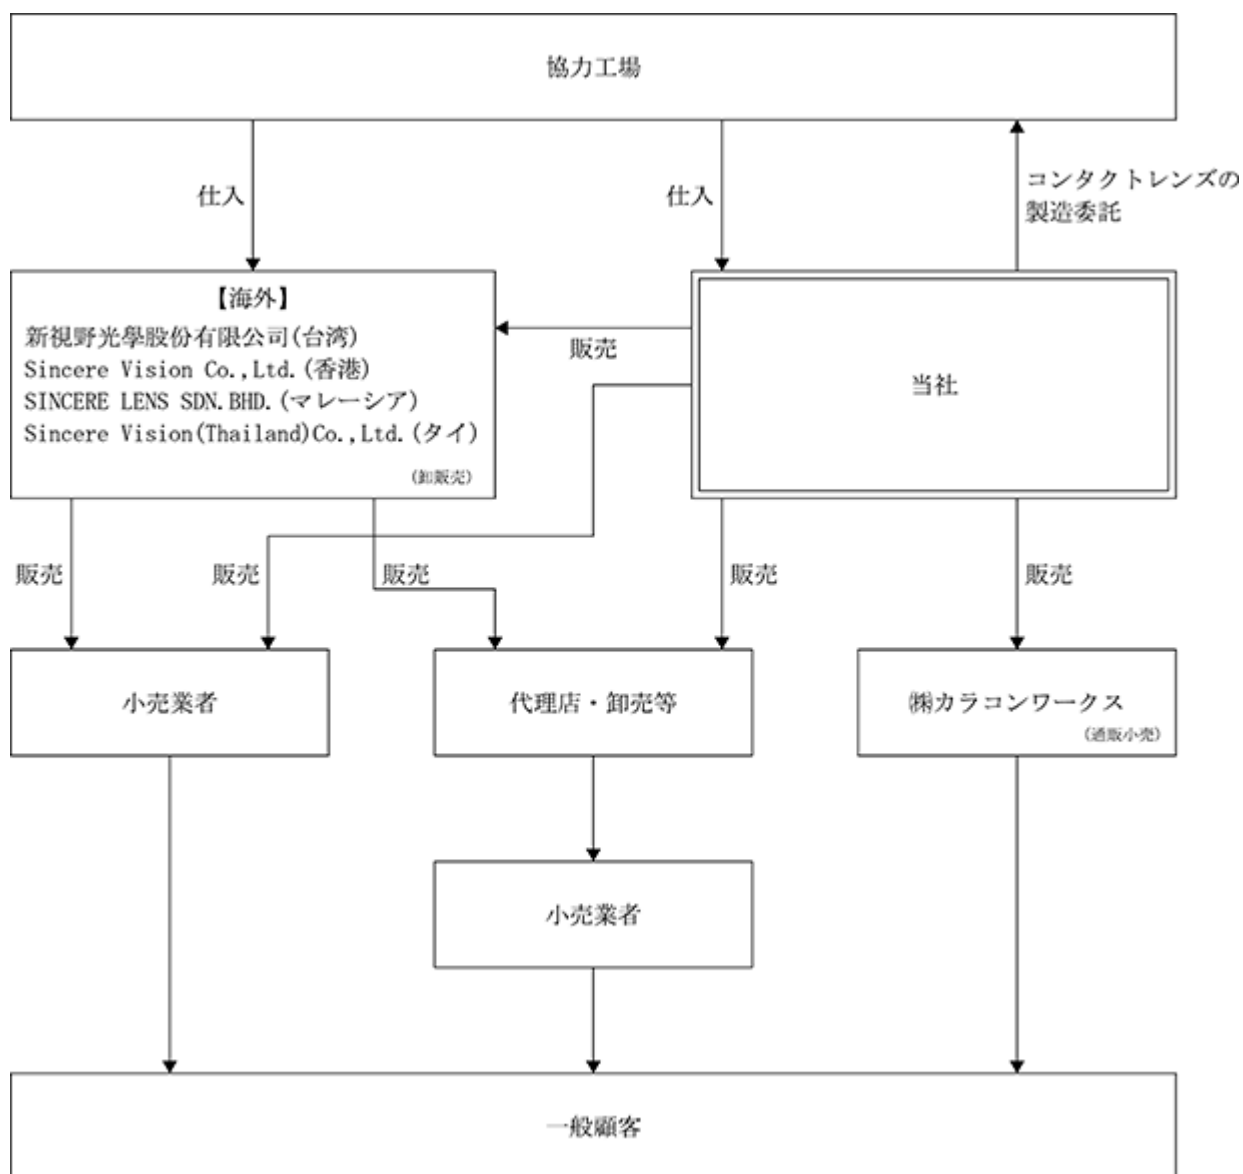 協力工場
仕入
仕入
コンタクトレンズの
製造委託
【海外】
新視野光學股份有限公司(台湾)
Sincere Vision Co.,Ltd.(香港)
SINCERE LENS SDN.BHD.(マレーシア)
Sincere Vision(Thailand)Co.,Ltd.(タイ)
(卸販売)
販売
当社
販売
販売
販売
販売
販売
小売業者
代理店・卸売等
㈱カラコンワークス
(通販小売)
小売業者
一般顧客